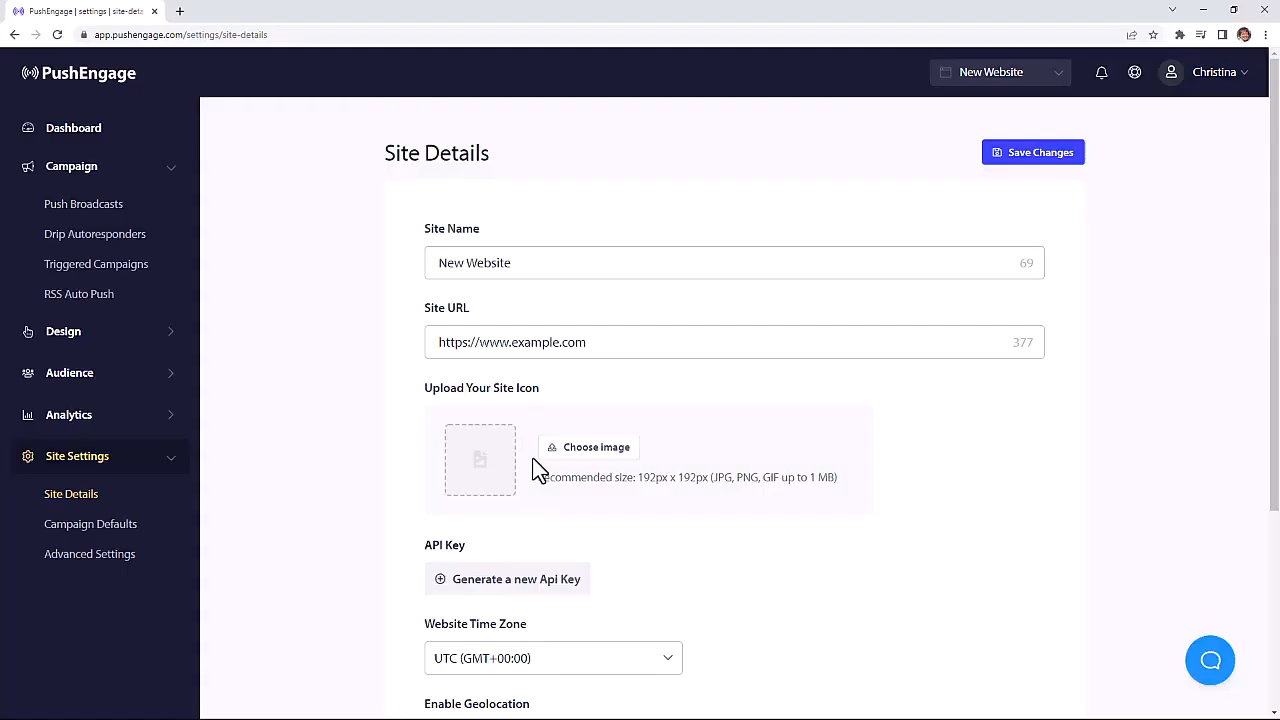 PushEngage | settings | site-deta
app.pushengage.com/settings/site-details
PushEngage
New Website
Christina
Dashboard
Campaign
Push Broadcasts
Drip Autoresponders
Triggered Campaigns
RSS Auto Push
Design
Audience
Analytics
Site Settings
Site Details
Campaign Defaults
Advanced Settings
Site Details
Save Changes
Site Name
New Website 69
Site URL
https://www.example.com 377
Upload Your Site Icon
Choose image
ecommended size: 192px x 192px (JPG, PNG, GIF up to 1 MB)
API Key
Generate a new Api Key
Website Time Zone
UTC (GMT+00:00)
Enable Geolocation